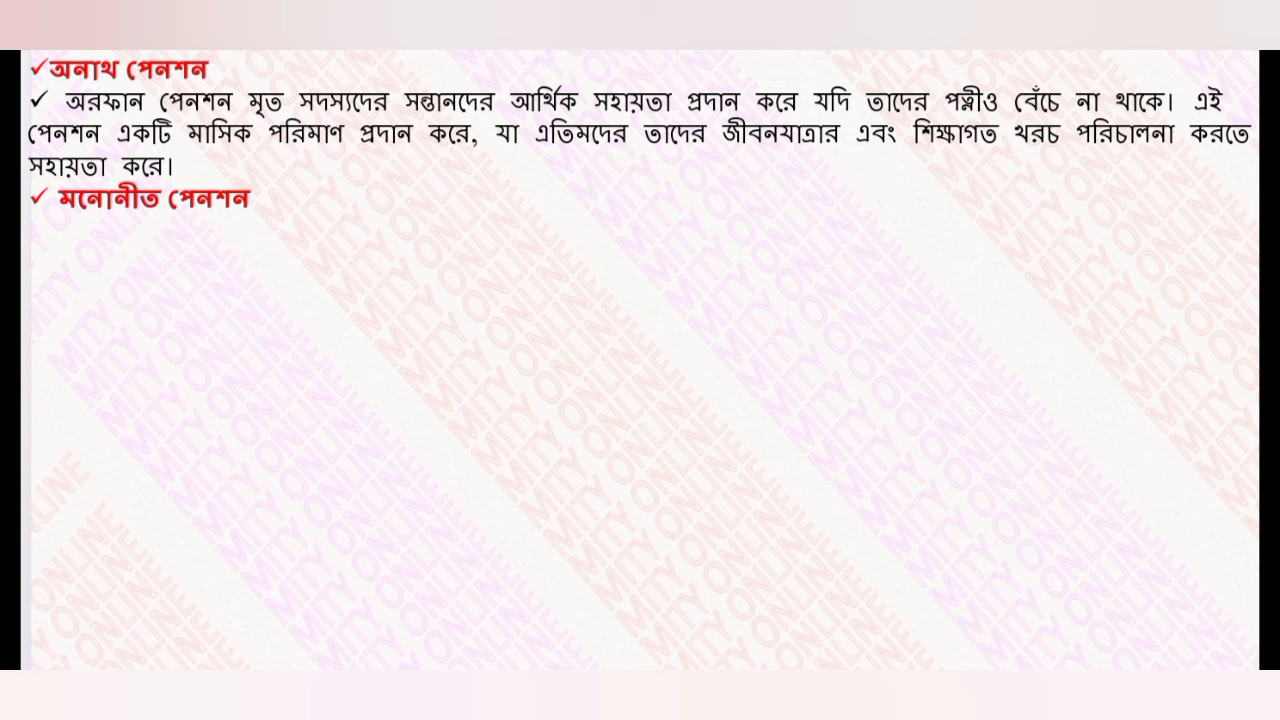 ✓অনাথ পেনশন
✓ অরফান পেনশন মৃত সদস্যদের সন্তানদের আর্থিক সহায়তা প্রদান করে যদি তাদের পত্নীও বেঁচে না থাকে। এই
পেনশন একটি মাসিক পরিমাণ প্রদান করে, যা এতিমদের তাদের জীবনযাত্রার এবং শিক্ষাগত খরচ পরিচালনা করতে
সহায়তা করে।
✓ মনোনীত পেনশন